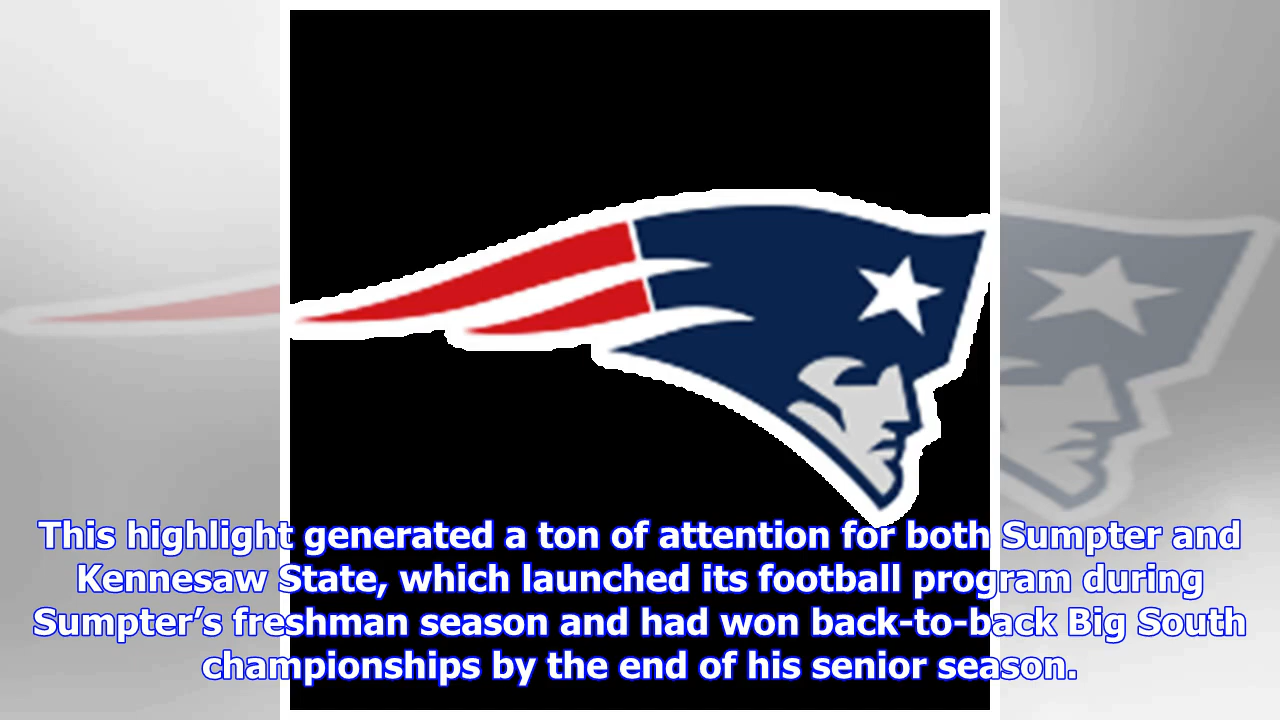 This highlight generated a ton of attention for both Sumpter and
Kennesaw State, which launched its football program during
Sumpter’s freshman season and had won back-to-back Big South
championships by the end of his senior season.